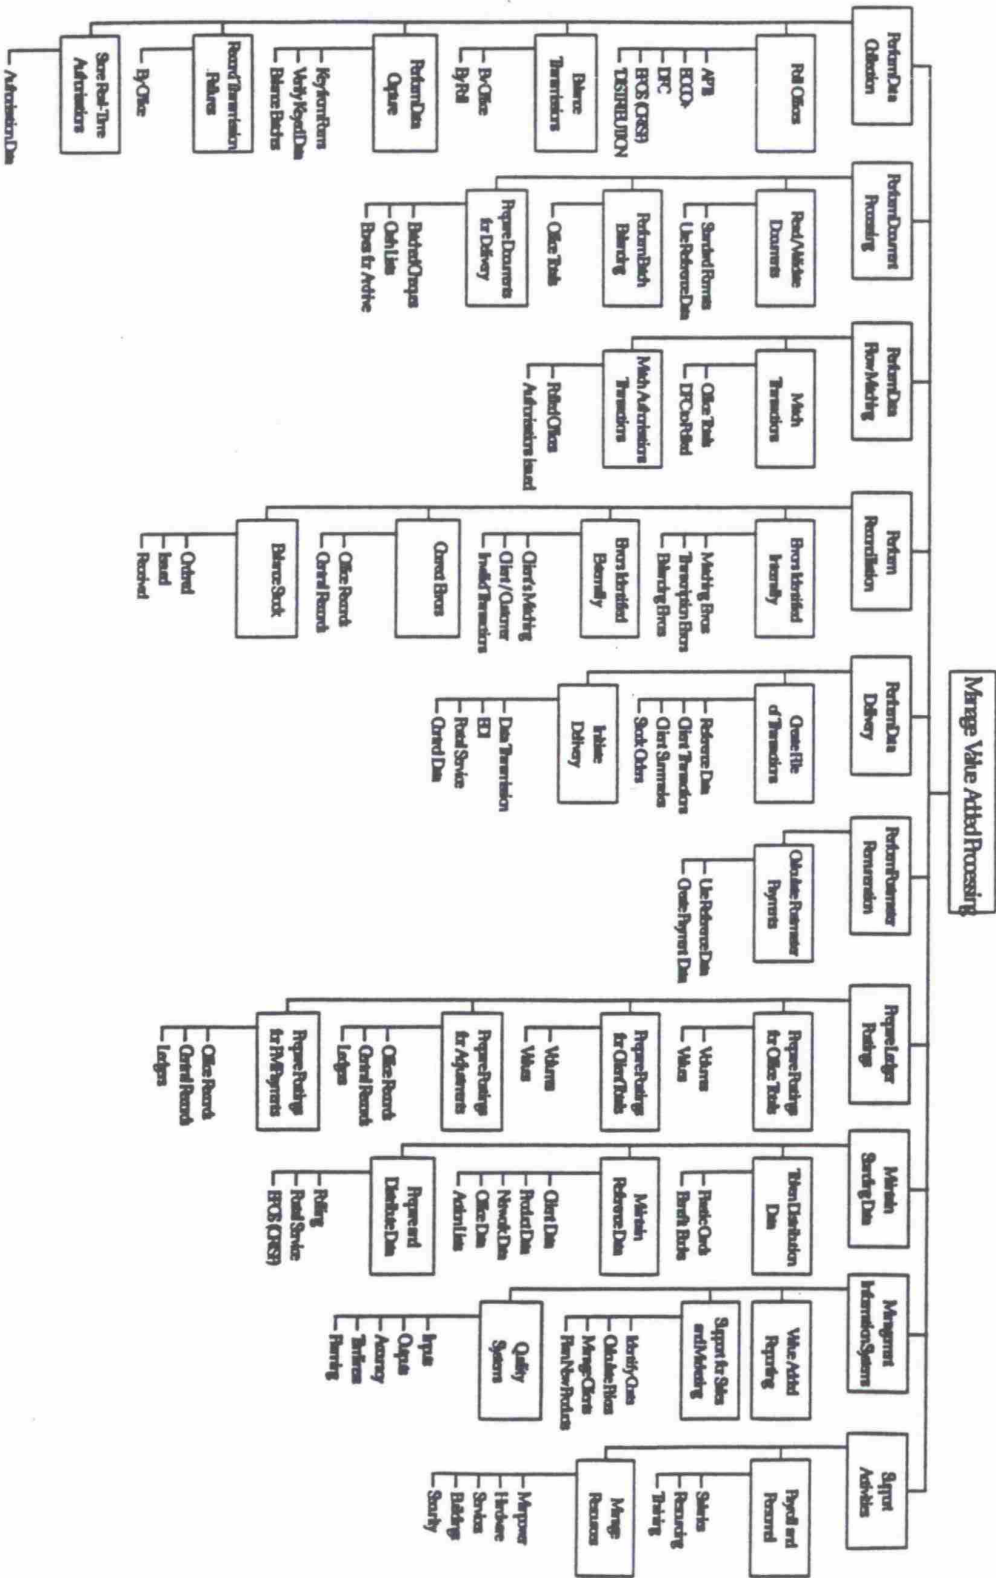 Manage Value Added Processing
Perform Data
Collection
Poll Offices
APTs
ECCO+
DFC
EPOS (CRISP)
DISTRIBUTION
Balance
Transmissions
By Office
By Poll
Perform Data
Capture
Key from Forms
Verify Keyed Data
Balance Batches
Record Transmission
Failures
By Office
Store Real-Time
Authorisations
Authorisation Data
Perform Document
Processing
Read / Validate
Documents
Standard Formats
Use Reference Data
Perform Batch
Balancing
Office Totals
Prepare Documents
for Delivery
Batched Cheques
Cash Lists
Boxes for Archive
Perform Data
Flow Matching
Match
Transactions
Office Totals
DFC to Polled
Match Authorisations
Transactions
Polled Offices
Authorisations Issued
Perform
Reconciliation
Errors Identified
Internally
Matching Errors
Transcription Errors
Balancing Errors
Errors Identified
Externally
Client's Matching
Client / Customer
Invalid Transactions
Correct Errors
Office Records
Central Records
Balance Stock
Ordered
Issued
Received
Perform Data
Delivery
Create File
of Transactions
Reference Data
Client Transactions
Client Summaries
Stock Orders
Initiate
Delivery
Data Transmission
EDI
Postal Service
Control Data
Perform Postmaster
Remuneration
Calculate Postmaster
Payments
Use Reference Data
Create Payment Data
Prepare Ledger
Postings
Prepare Postings
for Office Totals
Volumes
Values
Prepare Postings
for Client Totals
Volumes
Values
Prepare Postings
for Adjustments
Office Records
Central Records
Ledgers
Prepare Postings
for PM Payments
Office Records
Central Records
Ledgers
Maintain
Standing Data
Token Distribution
Data
Plastic Cards
Benefit Books
Maintain
Reference Data
Client Data
Product Data
Network Data
Office Data
Action Lists
Prepare and
Distribute Data
Polling
Postal Service
EPOS (CRISP)
Management
Information Systems
Value Added
Reporting
Support for Sales
and Marketing
Identify Costs
Calculate Prices
Manage Clients
Plan New Products
Quality
Systems
Inputs
Outputs
Accuracy
Timeliness
Planning
Support
Activities
Payroll and
Personnel
Salaries
Resourcing
Training
Manage
Resources
Manpower
Hardware
Services
Buildings
Security